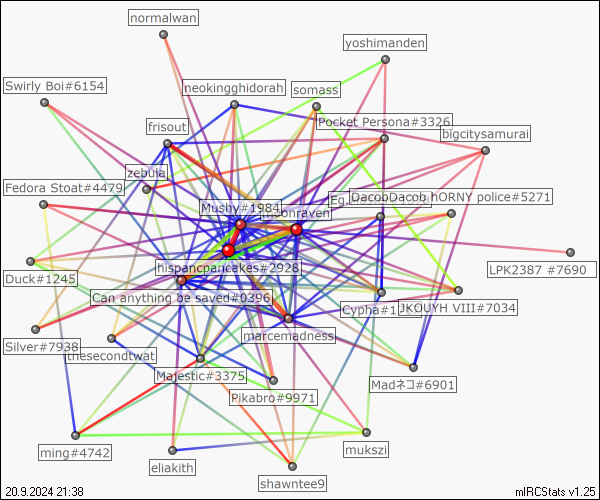 normalwan
yoshimanden
Swirly Boi#6154
neokingghidorah
somass
frisout
Pocket Persona#3326
bigcitysamurai
zebula
Fedora Stoat#4479
DacobDacob
hORNY police#5271
Mushy#1984
moonraven
hispancpancakes#2928
LPK2387 #7690
Duck#1245
Can anything be saved#0396
Cypha#1
JKOUYH VIII#7034
Silver#7938
thesecondtwat
marcemadness
Majestic#3375
Madネコ#6901
Pikabro#9971
ming#4742
mukszi
eliakith
shawntee9
20.9.2024 21:38
mIRCStats v1.25